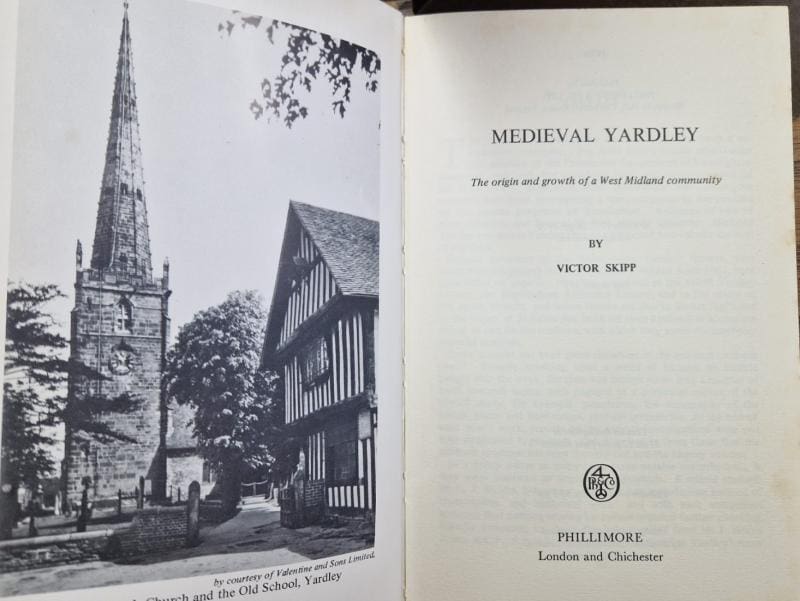 by courtesy of Valentine and Sons Limited.
Church and the Old School, Yardley
MEDIEVAL YARDLEY
The origin and growth of a West Midland community
BY
VICTOR SKIPP
PHILLIMORE
London and Chichester